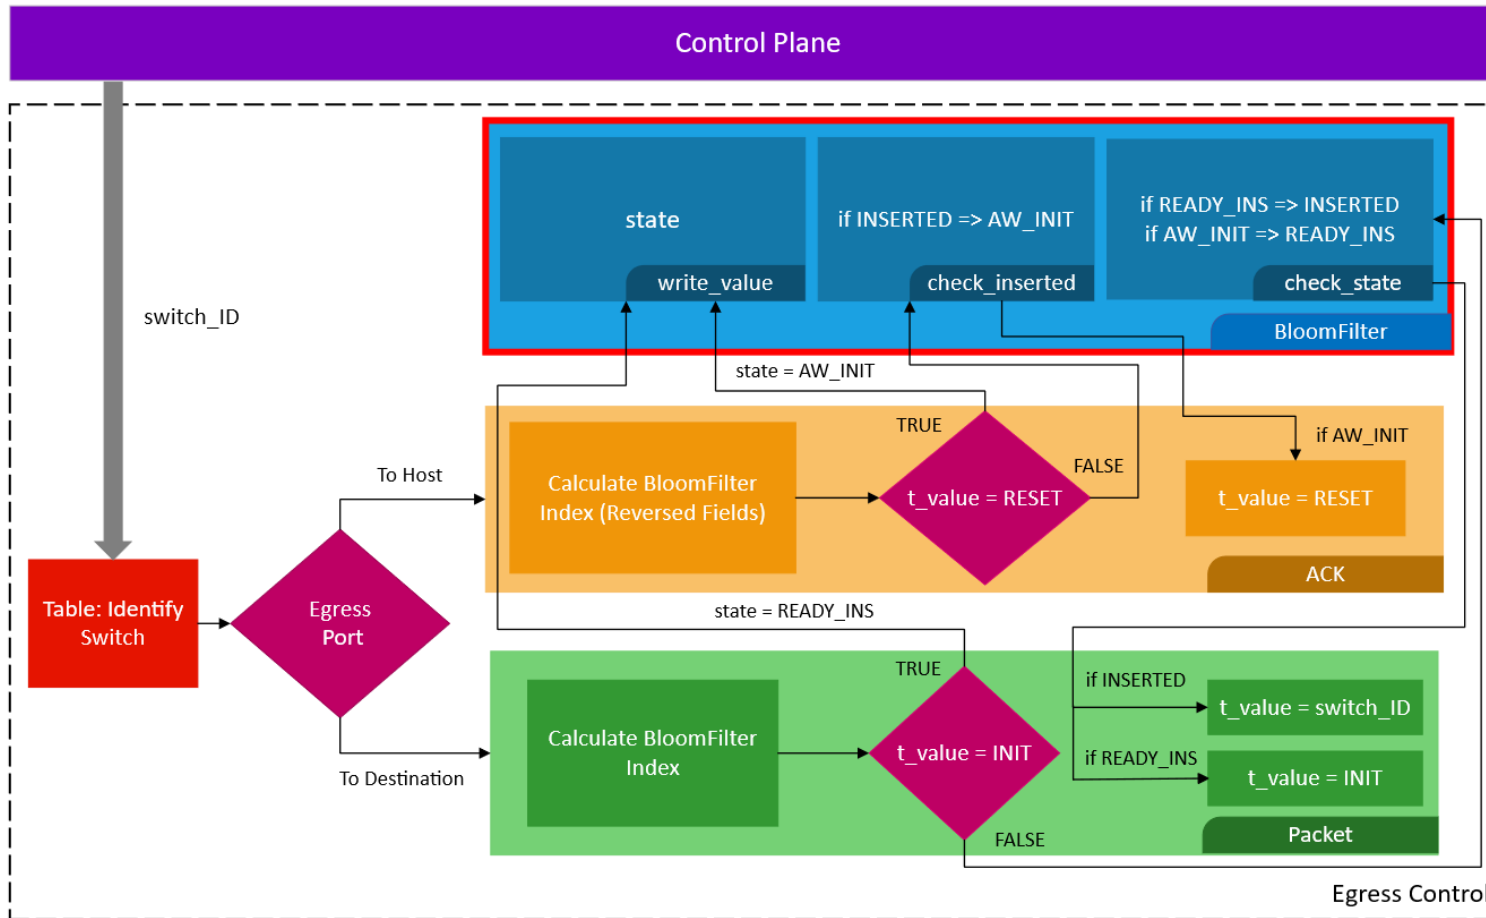 Control Plane
switch_ID
state
write_value
if INSERTED => AW_INIT
check_inserted
if READY_INS => INSERTED
if AW_INIT => READY_INS
check_state
BloomFilter
state = AW_INIT
To Host
Calculate BloomFilter
Index (Reversed Fields)
TRUE
t_value = RESET
FALSE
if AW_INIT
t_value = RESET
ACK
Table: Identify
Switch
Egress
Port
state = READY_INS
To Destination
Calculate BloomFilter
Index
TRUE
t_value = INIT
FALSE
if INSERTED
t_value = switch_ID
if READY_INS
t_value = INIT
Packet
Egress Control